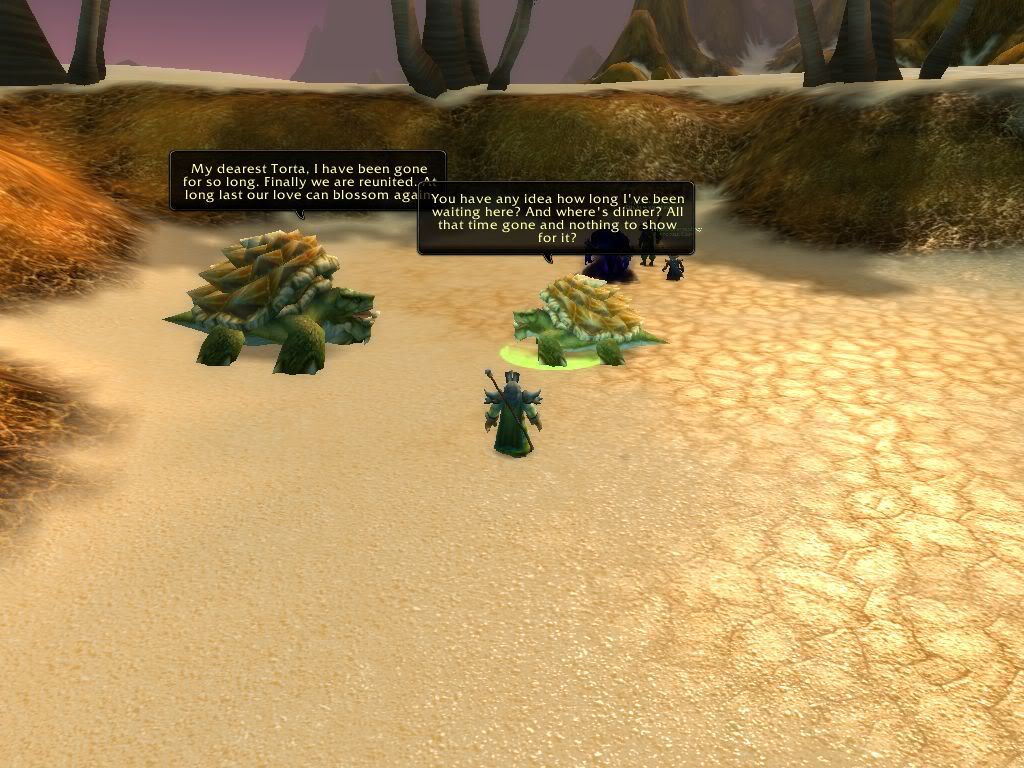 My dearest Torta, I have been gone
for so long. Finally we are reunited. At
long last our love can blossom again
You have any idea how long I've been
waiting here? And where's dinner? All
that time gone and nothing to show
for it?